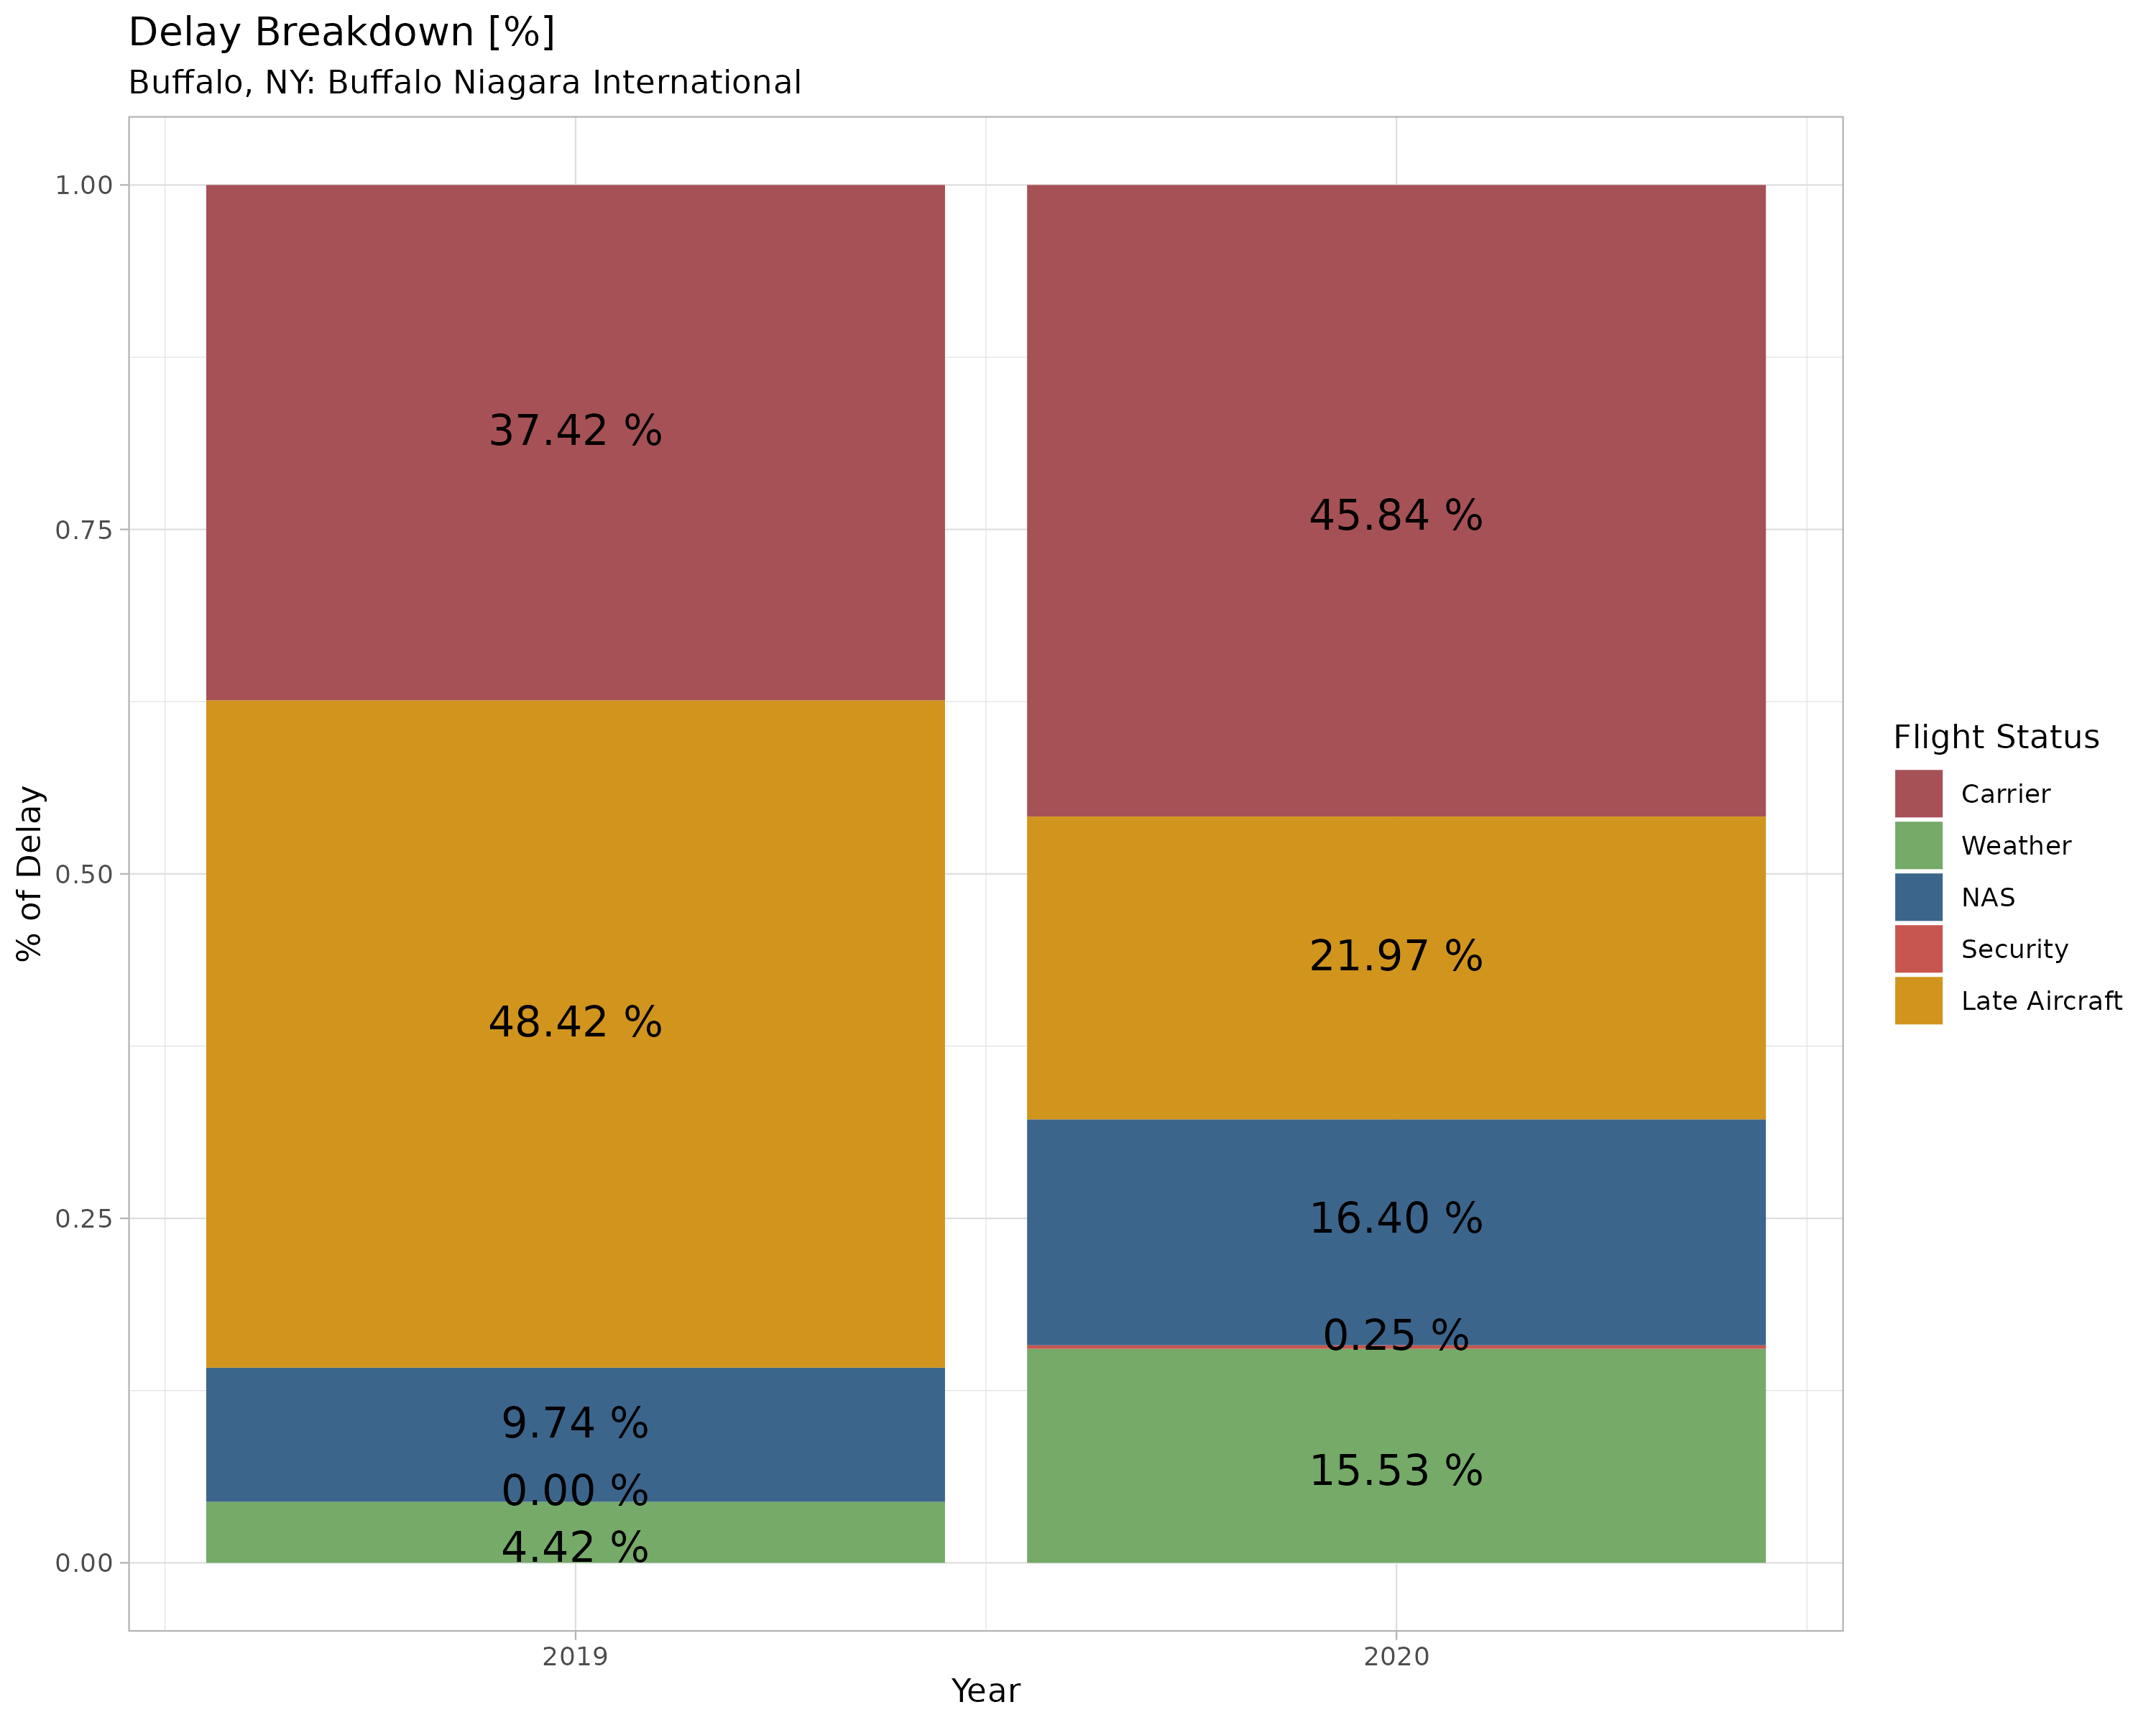 Delay Breakdown [%]
Buffalo, NY: Buffalo Niagara International
% of Delay
1.00
0.75
0.50
0.25
0.00
37.42 %
48.42 %
9.74 %
0.00 %
4.42 %
45.84 %
21.97 %
16.40 %
0.25 %
15.53 %
2019
2020
Year
Flight Status
Carrier
Weather
NAS
Security
Late Aircraft